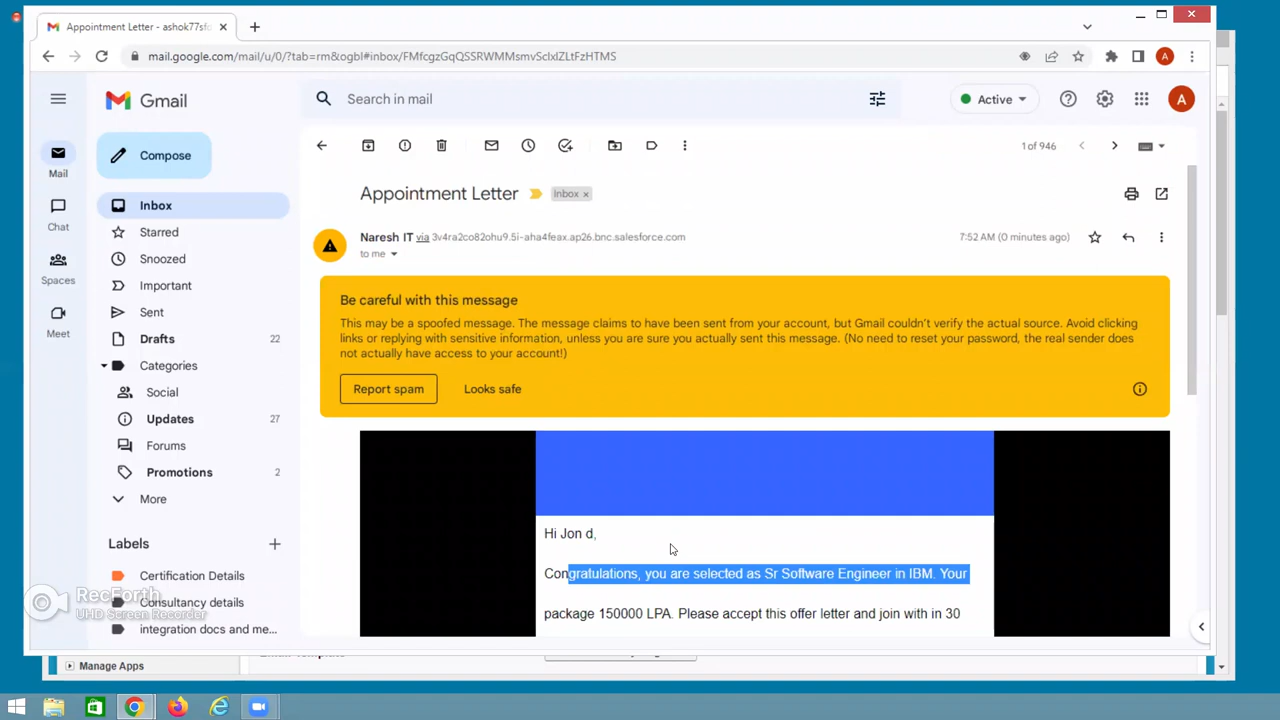 Appointment Letter - ashok77sfc
mail.google.com/mail/u/0/?tab=rm&ogbl#inbox/FMfcgzGqQSSRWMMsmvSclxlZLtFzHTMS
A
Gmail
Search in mail
Active
A
Compose
Mail
Chat
Spaces
Meet
Inbox
Starred
Snoozed
Important
Sent
Drafts 22
Categories
Social
Updates 27
Forums
Promotions 2
More
Labels
Certification Details
Consultancy details
integration docs and me...
1 of 946
Appointment Letter Inbox ×
Naresh IT via 3v4ra2co82ohu9.5i-aha4feax.ap26.bnc.salesforce.com 7:52 AM (0 minutes ago)
to me
Be careful with this message
This may be a spoofed message. The message claims to have been sent from your account, but Gmail couldn't verify the actual source. Avoid clicking
links or replying with sensitive information, unless you are sure you actually sent this message. (No need to reset your password, the real sender does
not actually have access to your account!)
Report spam Looks safe
Hi Jon d,
Congratulations, you are selected as Sr Software Engineer in IBM. Your
package 150000 LPA. Please accept this offer letter and join with in 30
RecForth
UHD Screen Recorder
Manage Apps